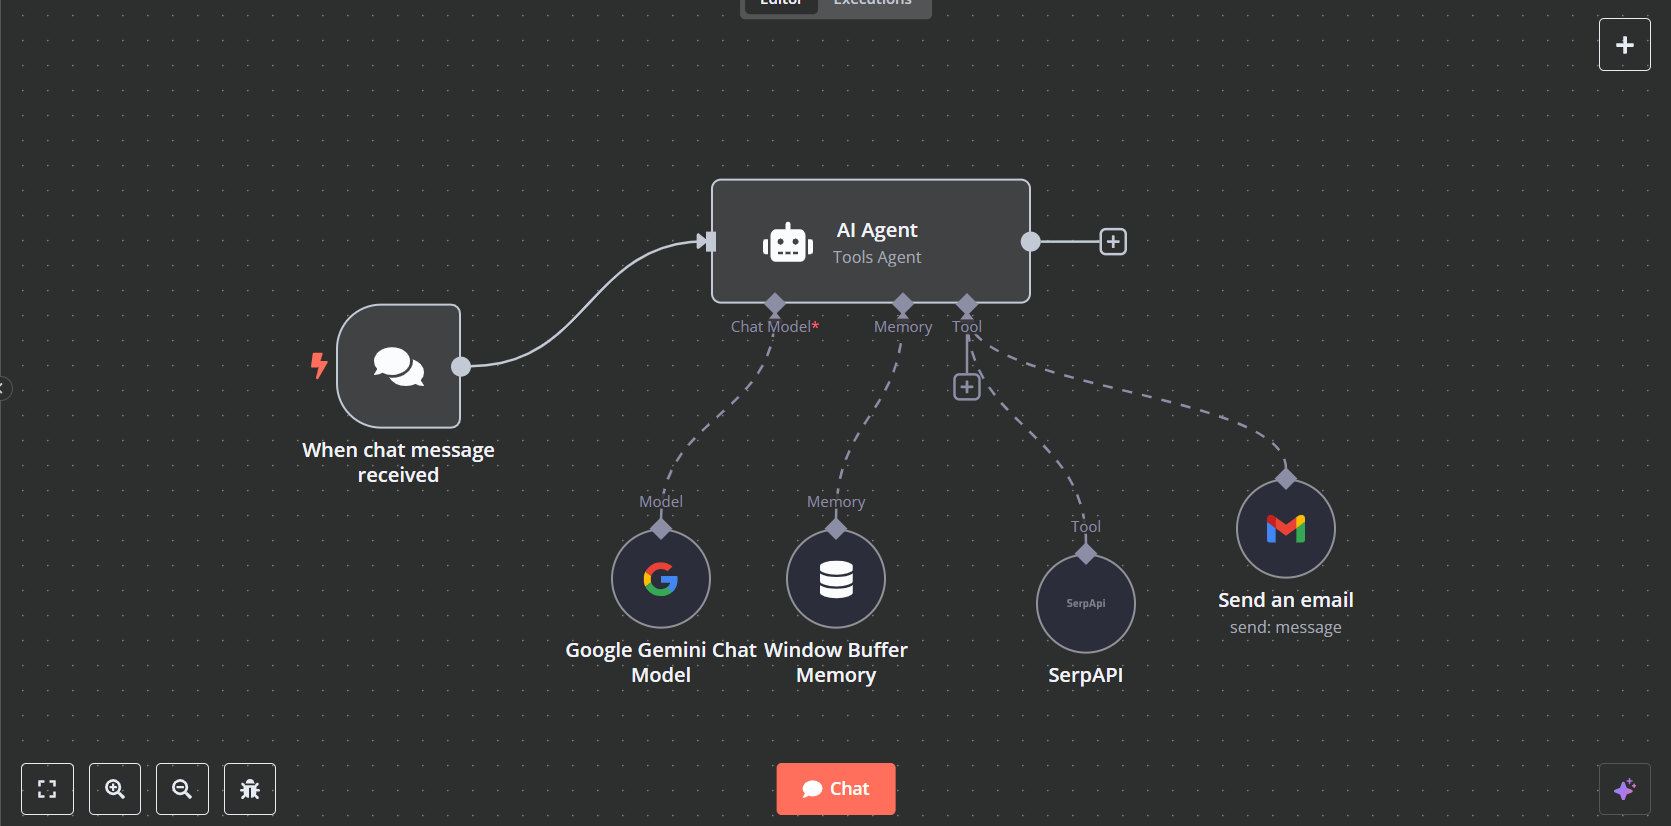 Editor
Executions
AI Agent
Tools Agent
Chat Model*
Memory
Tool
When chat message
received
Model
Memory
Tool
SerpApi
Google Gemini Chat
Model
Window Buffer
Memory
SerpAPI
Send an email
send: message
Chat